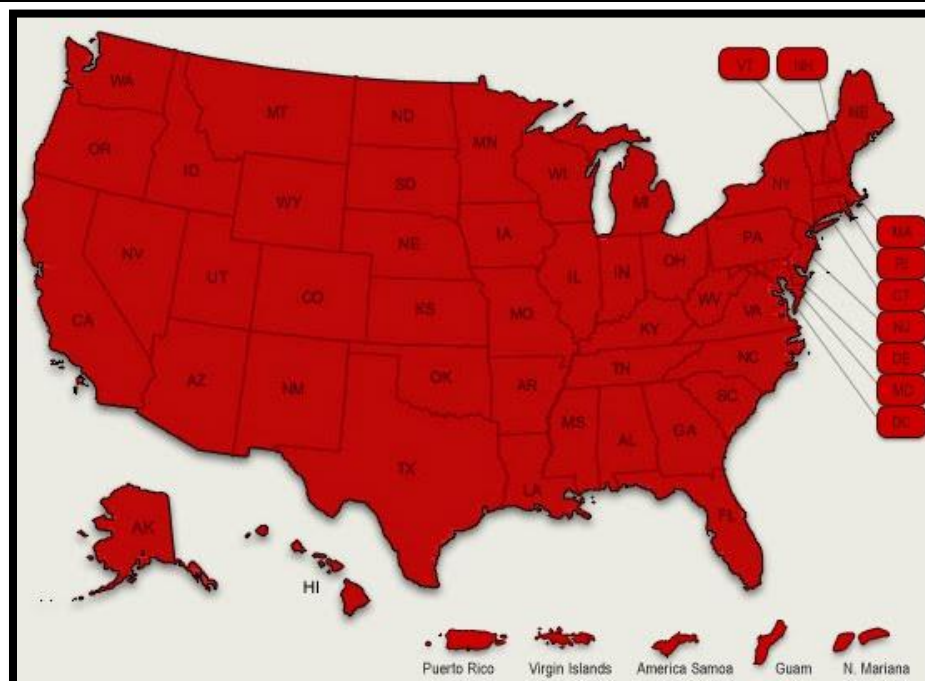 VT NH
WA
MT
ND
ME
MN
OR
ID
SD
WI
NY
MI
WY
MA
IA
PA
NE
NV
RI
OH
IL
IN
UT
CO
CT
WV
KS
MO
VA
CA
KY
NJ
NC
DE
TN
OK
AZ
NM
AR
MD
SC
MS
AL
GA
DC
TX
LA
FL
AK
HI
Puerto Rico Virgin Islands America Samoa Guam N. Mariana